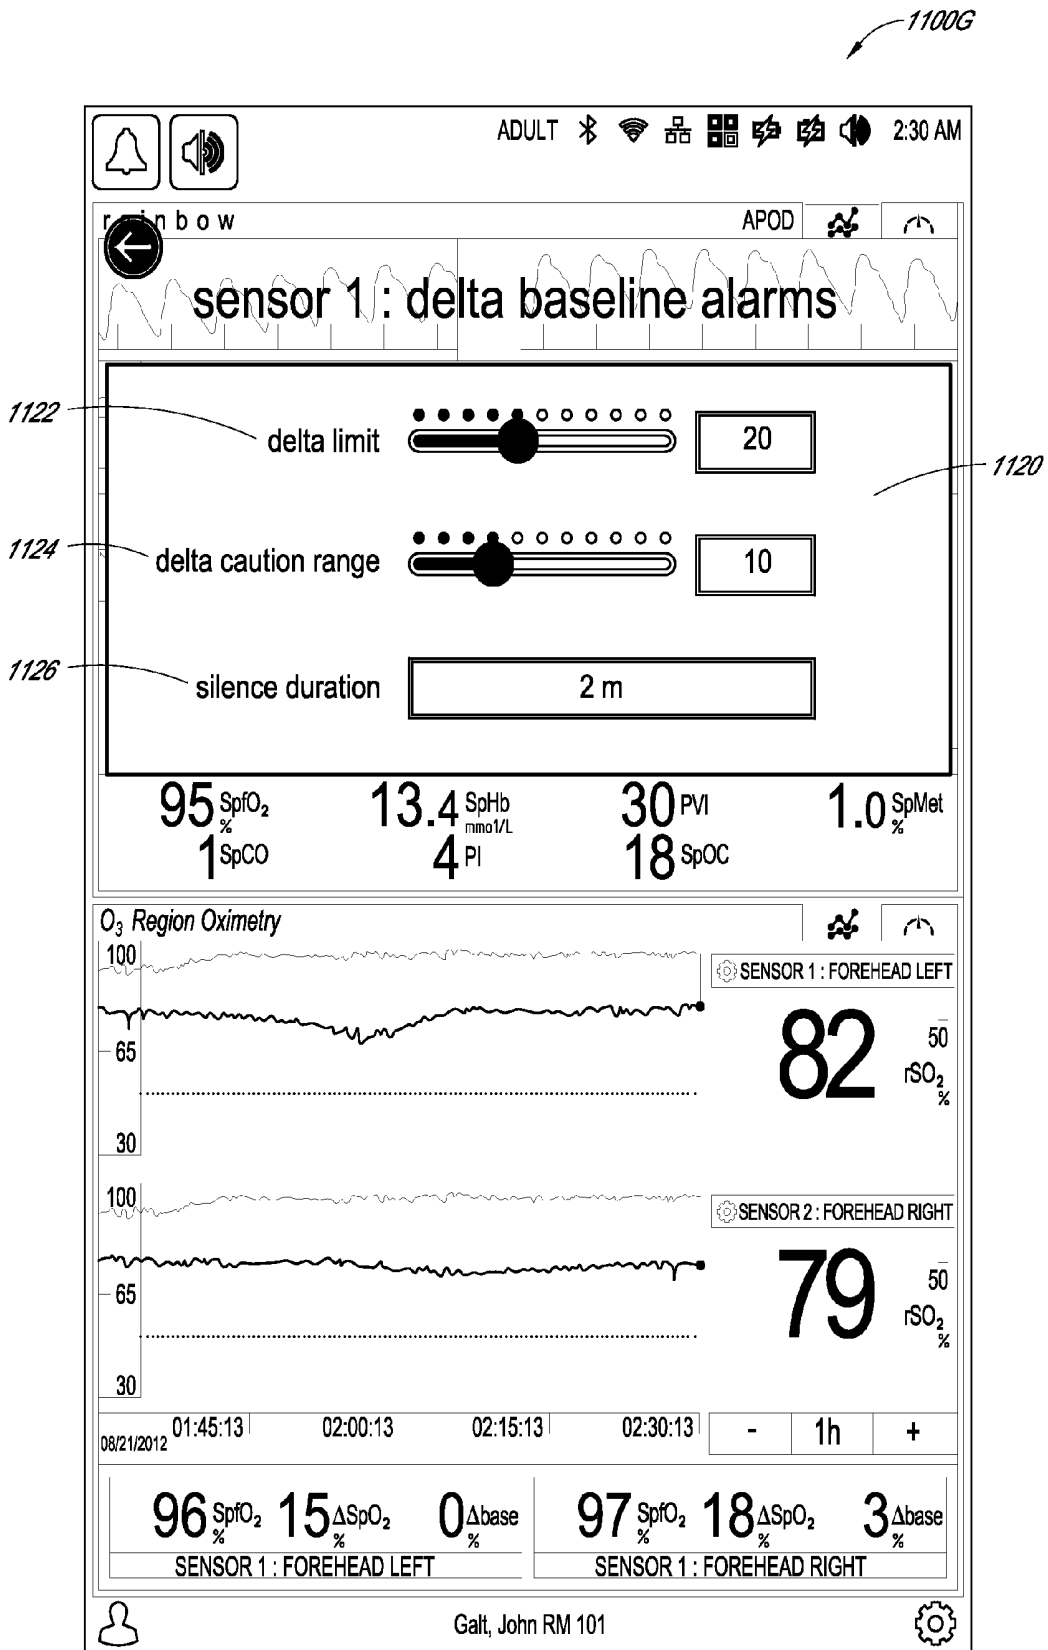 1100G
ADULT 2:30 AM
rainbow APOD
sensor 1 : delta baseline alarms
1122
delta limit 20
1120
1124
delta caution range 10
1126
silence duration 2 m
95 SpfO₂ % 13.4 SpHb mmo1/L 30 PVI 1.0 SpMet %
1 SpCO 4 PI 18 SpOC
O₃ Region Oximetry
100
SENSOR 1 : FOREHEAD LEFT
82 50 rSO₂ %
65
30
100
SENSOR 2 : FOREHEAD RIGHT
79 50 rSO₂ %
65
30
08/21/2012 01:45:13 02:00:13 02:15:13 02:30:13 - 1h +
96 SpfO₂ % 15 ΔSpO₂ % 0 Δbase % 97 SpfO₂ % 18 ΔSpO₂ % 3 Δbase %
SENSOR 1 : FOREHEAD LEFT SENSOR 1 : FOREHEAD RIGHT
Galt, John RM 101